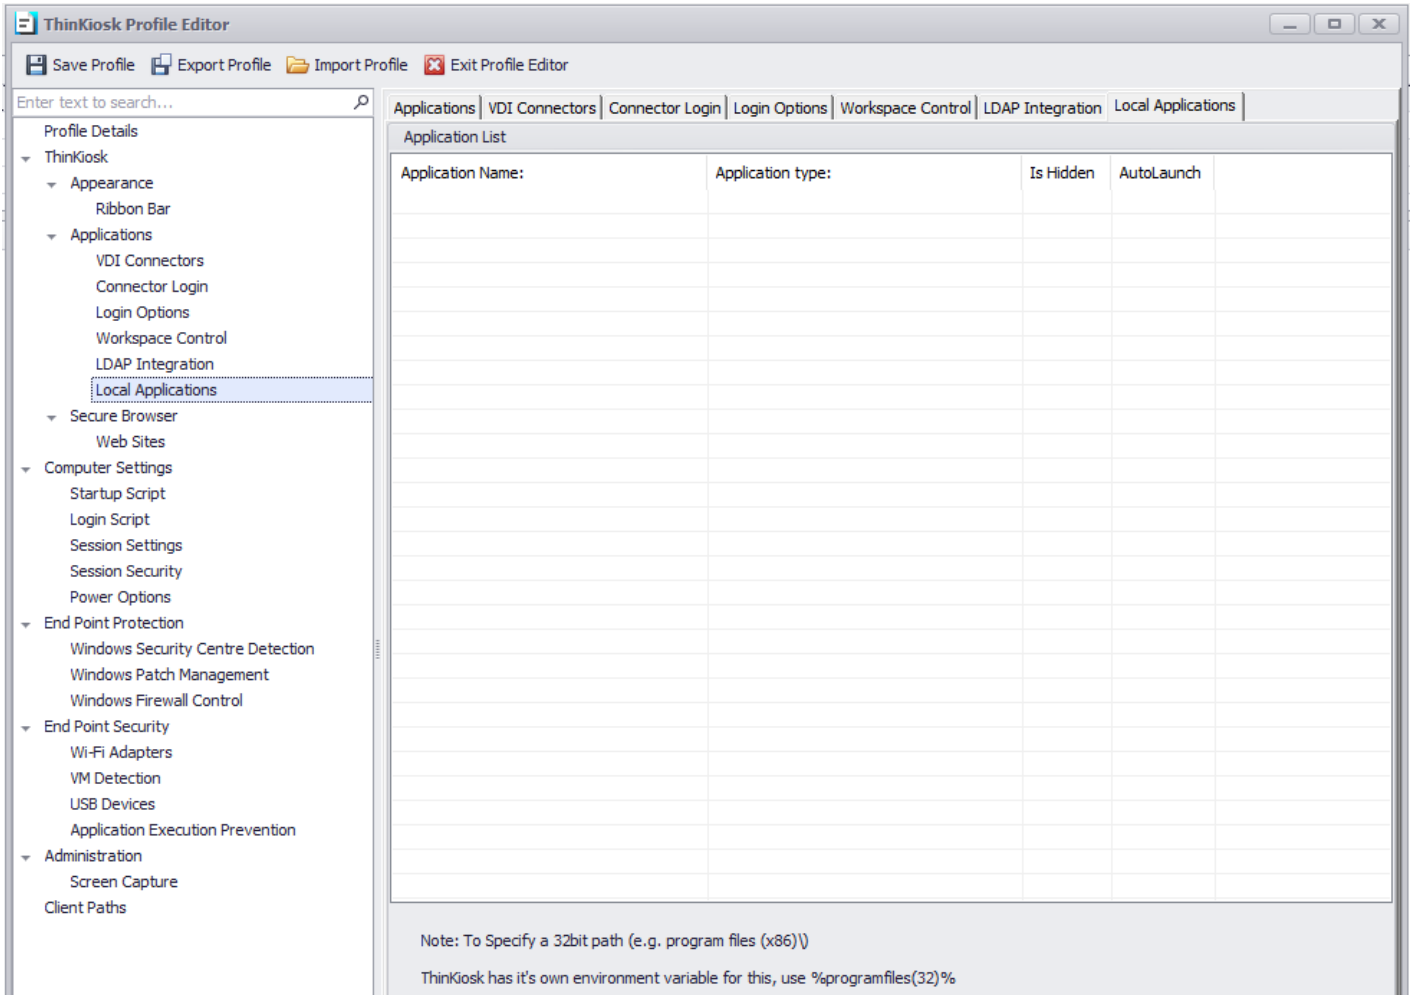 ThinKiosk Profile Editor
Save Profile Export Profile Import Profile Exit Profile Editor
Enter text to search...
Profile Details
ThinKiosk
Appearance
Ribbon Bar
Applications
VDI Connectors
Connector Login
Login Options
Workspace Control
LDAP Integration
Local Applications
Secure Browser
Web Sites
Computer Settings
Startup Script
Login Script
Session Settings
Session Security
Power Options
End Point Protection
Windows Security Centre Detection
Windows Patch Management
Windows Firewall Control
End Point Security
Wi-Fi Adapters
VM Detection
USB Devices
Application Execution Prevention
Administration
Screen Capture
Client Paths
Applications VDI Connectors Connector Login Login Options Workspace Control LDAP Integration Local Applications
Application List
Application Name: Application type: Is Hidden AutoLaunch
Note: To Specify a 32bit path (e.g. program files (x86)\)
ThinKiosk has it's own environment variable for this, use %programfiles(32)%